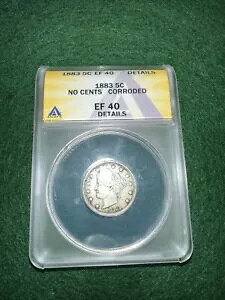 1883 5C EF 40 DETAILS
1883 5C
NO CENTS CORRODED
EF 40
DETAILS